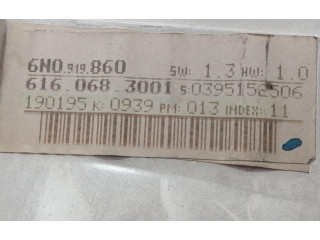 6N0.919.860 SW: 1.3 HW: 1.0
616.068.3001 S:0395152506
190195 K: 0939 PM: 013 INDEX: 11